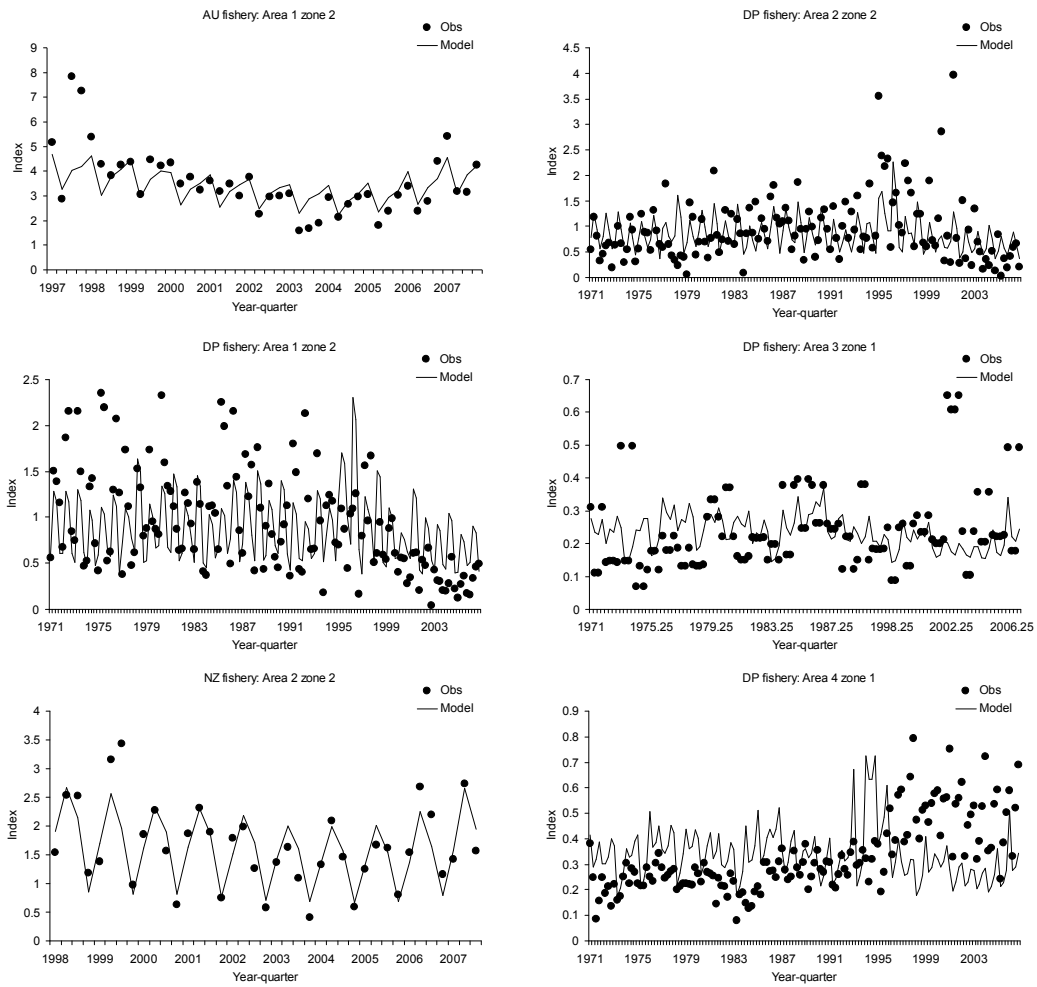 AU fishery: Area 1 zone 2
Obs
Model
9
8
7
6
5
4
3
2
1
0
Index
1997 1998 1999 2000 2001 2002 2003 2004 2005 2006 2007
Year-quarter
DP fishery: Area 2 zone 2
Obs
Model
4.5
4
3.5
3
2.5
2
1.5
1
0.5
0
Index
1971 1975 1979 1983 1987 1991 1995 1999 2003
Year-quarter
DP fishery: Area 1 zone 2
Obs
Model
2.5
2
1.5
1
0.5
0
Index
1971 1975 1979 1983 1987 1991 1995 1999 2003
Year-quarter
DP fishery: Area 3 zone 1
Obs
Model
0.7
0.6
0.5
0.4
0.3
0.2
0.1
0
Index
1971 1975.25 1979.25 1983.25 1987.25 1994.25 1998.25 2002.25 2006.25
Year-quarter
NZ fishery: Area 2 zone 2
Obs
Model
4
3.5
3
2.5
2
1.5
1
0.5
0
Index
1998 1999 2000 2001 2002 2003 2004 2005 2006 2007
Year-quarter
DP fishery: Area 4 zone 1
Obs
Model
0.9
0.8
0.7
0.6
0.5
0.4
0.3
0.2
0.1
0
Index
1971 1975 1979 1983 1987 1991 1995 1999 2003
Year-quarter